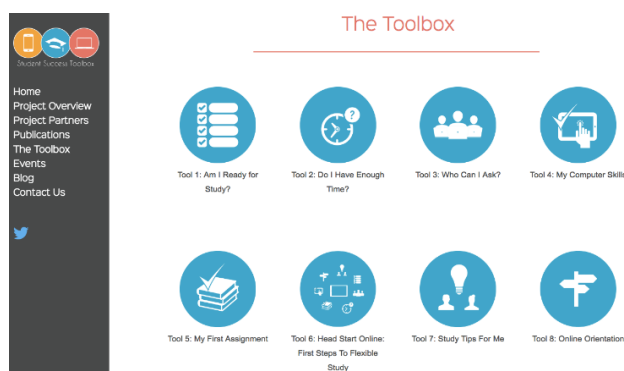 The Toolbox
Student Success Toolbox
Home
Project Overview
Project Partners
Publications
The Toolbox
Events
Blog
Contact Us
Tool 1: Am I Ready for
Study?
Tool 2: Do I Have Enough
Time?
Tool 3: Who Can I Ask?
Tool 4: My Computer Skills
Tool 5: My First Assignment
Tool 6: Head Start Online:
First Steps To Flexible
Study
Tool 7: Study Tips For Me
Tool 8: Online Orientation